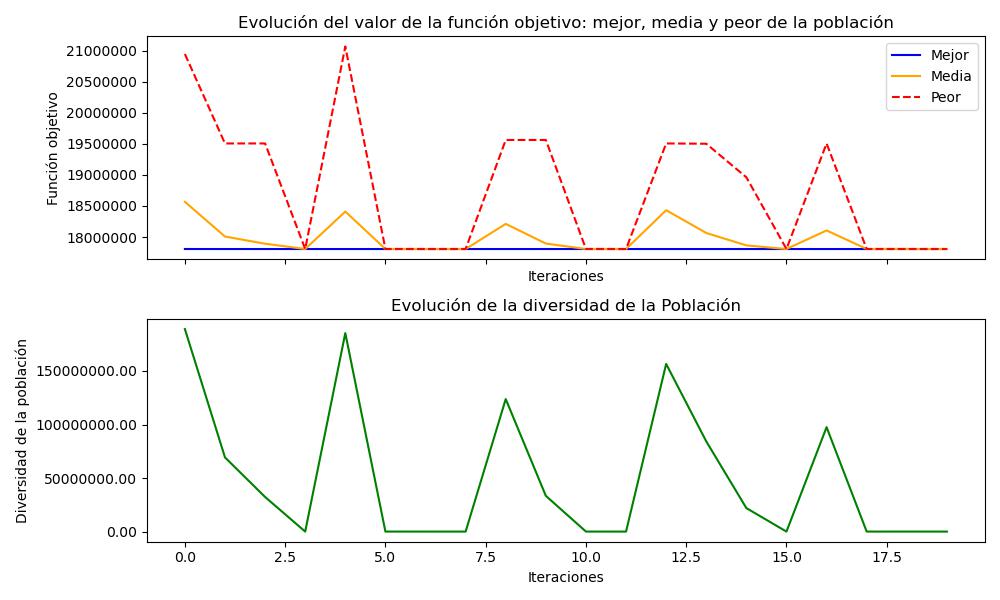 Evolución del valor de la función objetivo: mejor, media y peor de la población
21000000
20500000
20000000
19500000
19000000
18500000
18000000
Función objetivo
Mejor
Media
Peor
Iteraciones
Evolución de la diversidad de la Población
150000000.00
100000000.00
50000000.00
0.00
Diversidad de la población
0.0 2.5 5.0 7.5 10.0 12.5 15.0 17.5
Iteraciones